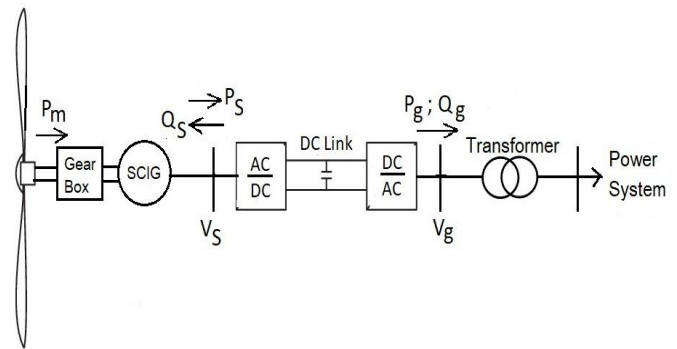 Pm
Gear
Box
SCIG
PS
QS
VS
AC
DC
DC Link
DC
AC
Pg ; Qg
Vg
Transformer
Power
System